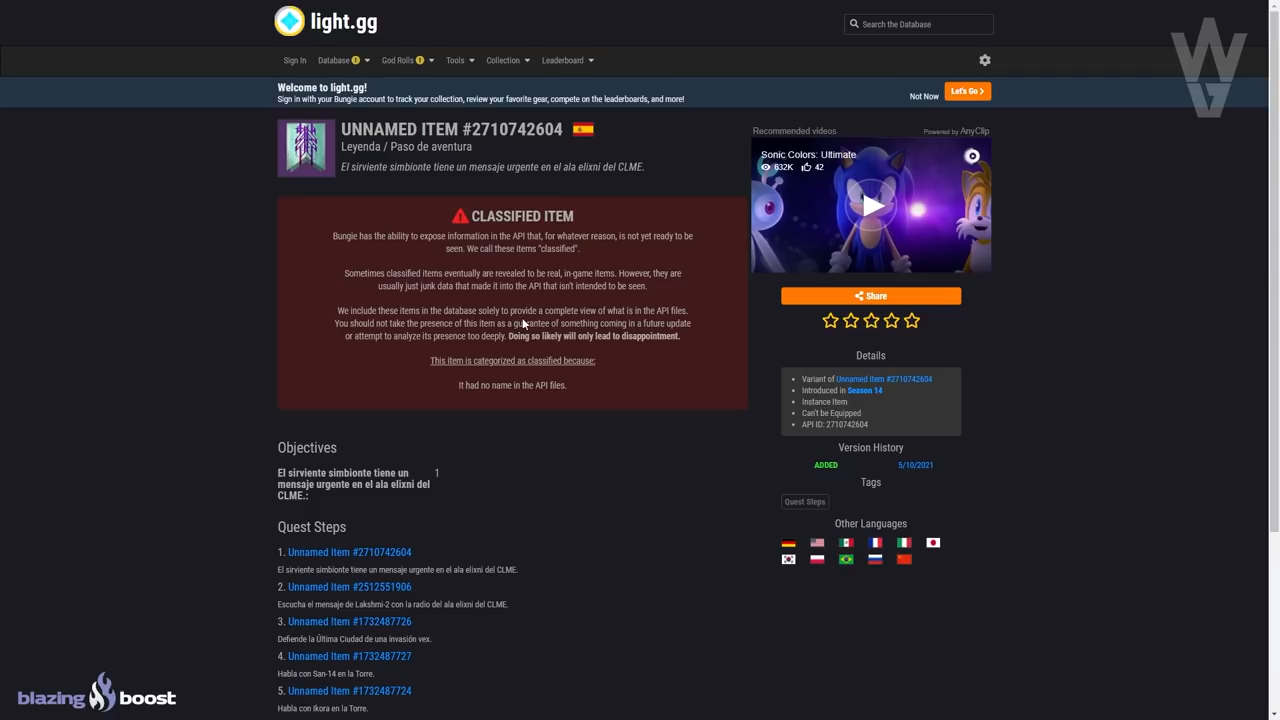 light.gg
Search the Database
Sign In
Database
God Rolls
Tools
Collection
Leaderboard
W
G
Welcome to light.gg!
Sign in with your Bungie account to track your collection, review your favorite gear, compete on the leaderboards, and more!
Not Now
Let's Go
UNNAMED ITEM #2710742604
Leyenda / Paso de aventura
El sirviente simbionte tiene un mensaje urgente en el ala elixni del CLME.
CLASSIFIED ITEM
Bungie has the ability to expose information in the API that, for whatever reason, is not yet ready to be
seen. We call these items "classified".
Sometimes classified items eventually are revealed to be real, in-game items. However, they are
usually just junk data that made it into the API that isn't intended to be seen.
We include these items in the database solely to provide a complete view of what is in the API files.
You should not take the presence of this item as a guarantee of something coming in a future update
or attempt to analyze its presence too deeply. Doing so likely will only lead to disappointment.
This item is categorized as classified because:
It had no name in the API files.
Objectives
El sirviente simbionte tiene un 1
mensaje urgente en el ala elixni del
CLME.:
Quest Steps
1. Unnamed Item #2710742604
El sirviente simbionte tiene un mensaje urgente en el ala elixni del CLME.
2. Unnamed Item #2512551906
Escucha el mensaje de Lakshmi-2 con la radio del ala elixni del CLME.
3. Unnamed Item #1732487726
Defiende la Última Ciudad de una invasión vex.
4. Unnamed Item #1732487727
Habla con San-14 en la Torre.
5. Unnamed Item #1732487724
Habla con Ikora en la Torre.
Recommended videos
Powered by AnyClip
Sonic Colors: Ultimate
632K 42
Share
Details
Variant of Unnamed Item #2710742604
Introduced in Season 14
Instance Item
Can't be Equipped
API ID: 2710742604
Version History
ADDED 5/10/2021
Tags
Quest Steps
Other Languages
blazing boost